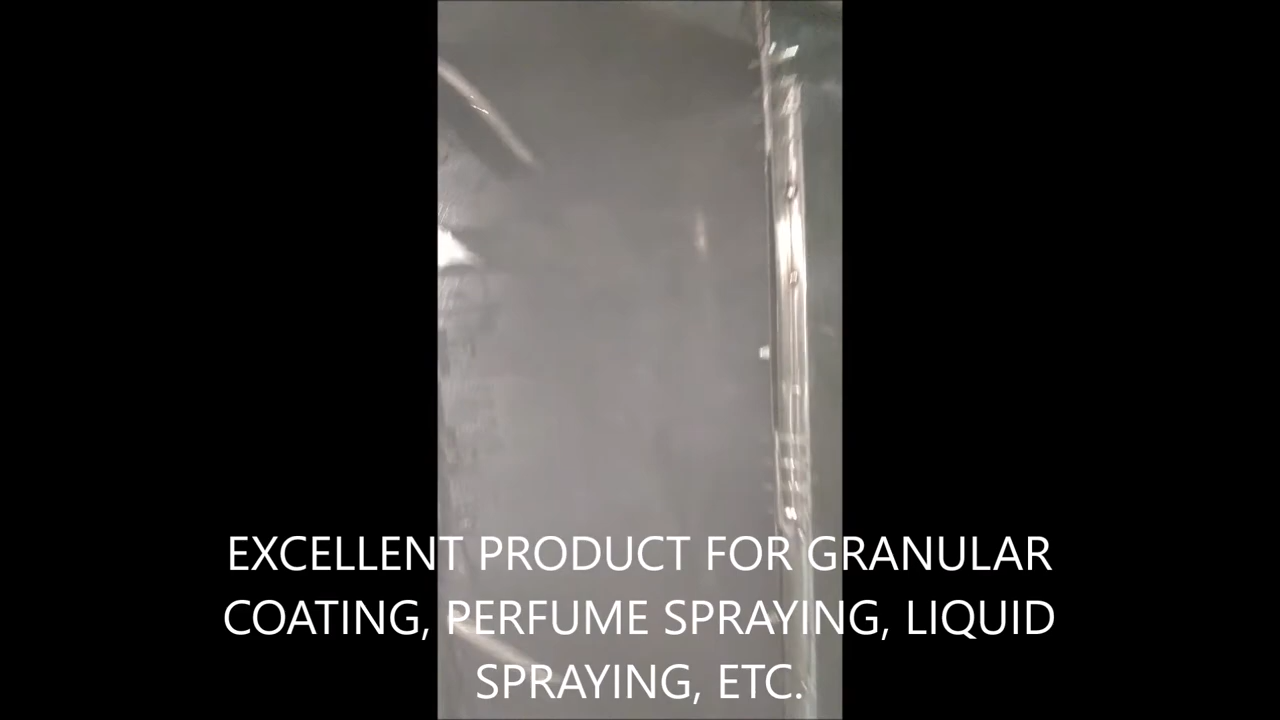 EXCELLENT PRODUCT FOR GRANULAR
COATING, PERFUME SPRAYING, LIQUID
SPRAYING, ETC.